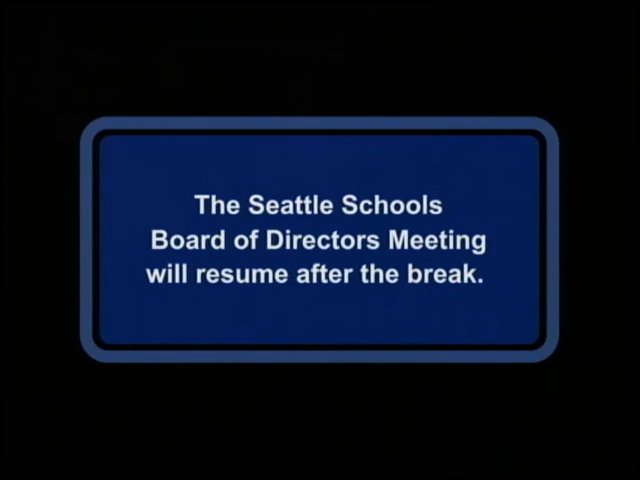 The Seattle Schools
Board of Directors Meeting
will resume after the break.